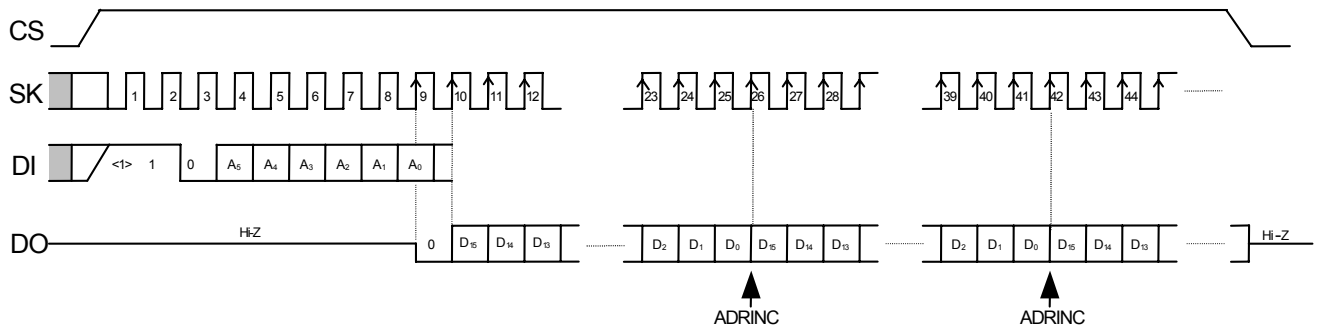 CS
SK 1 2 3 4 5 6 7 8 9 10 11 12 23 24 25 26 27 28 39 40 41 42 43 44
DI <1> 1 0 A5 A4 A3 A2 A1 A0
DO Hi-Z 0 D15 D14 D13 D2 D1 D0 D15 D14 D13 D2 D1 D0 D15 D14 D13 Hi-Z
ADRINC ADRINC